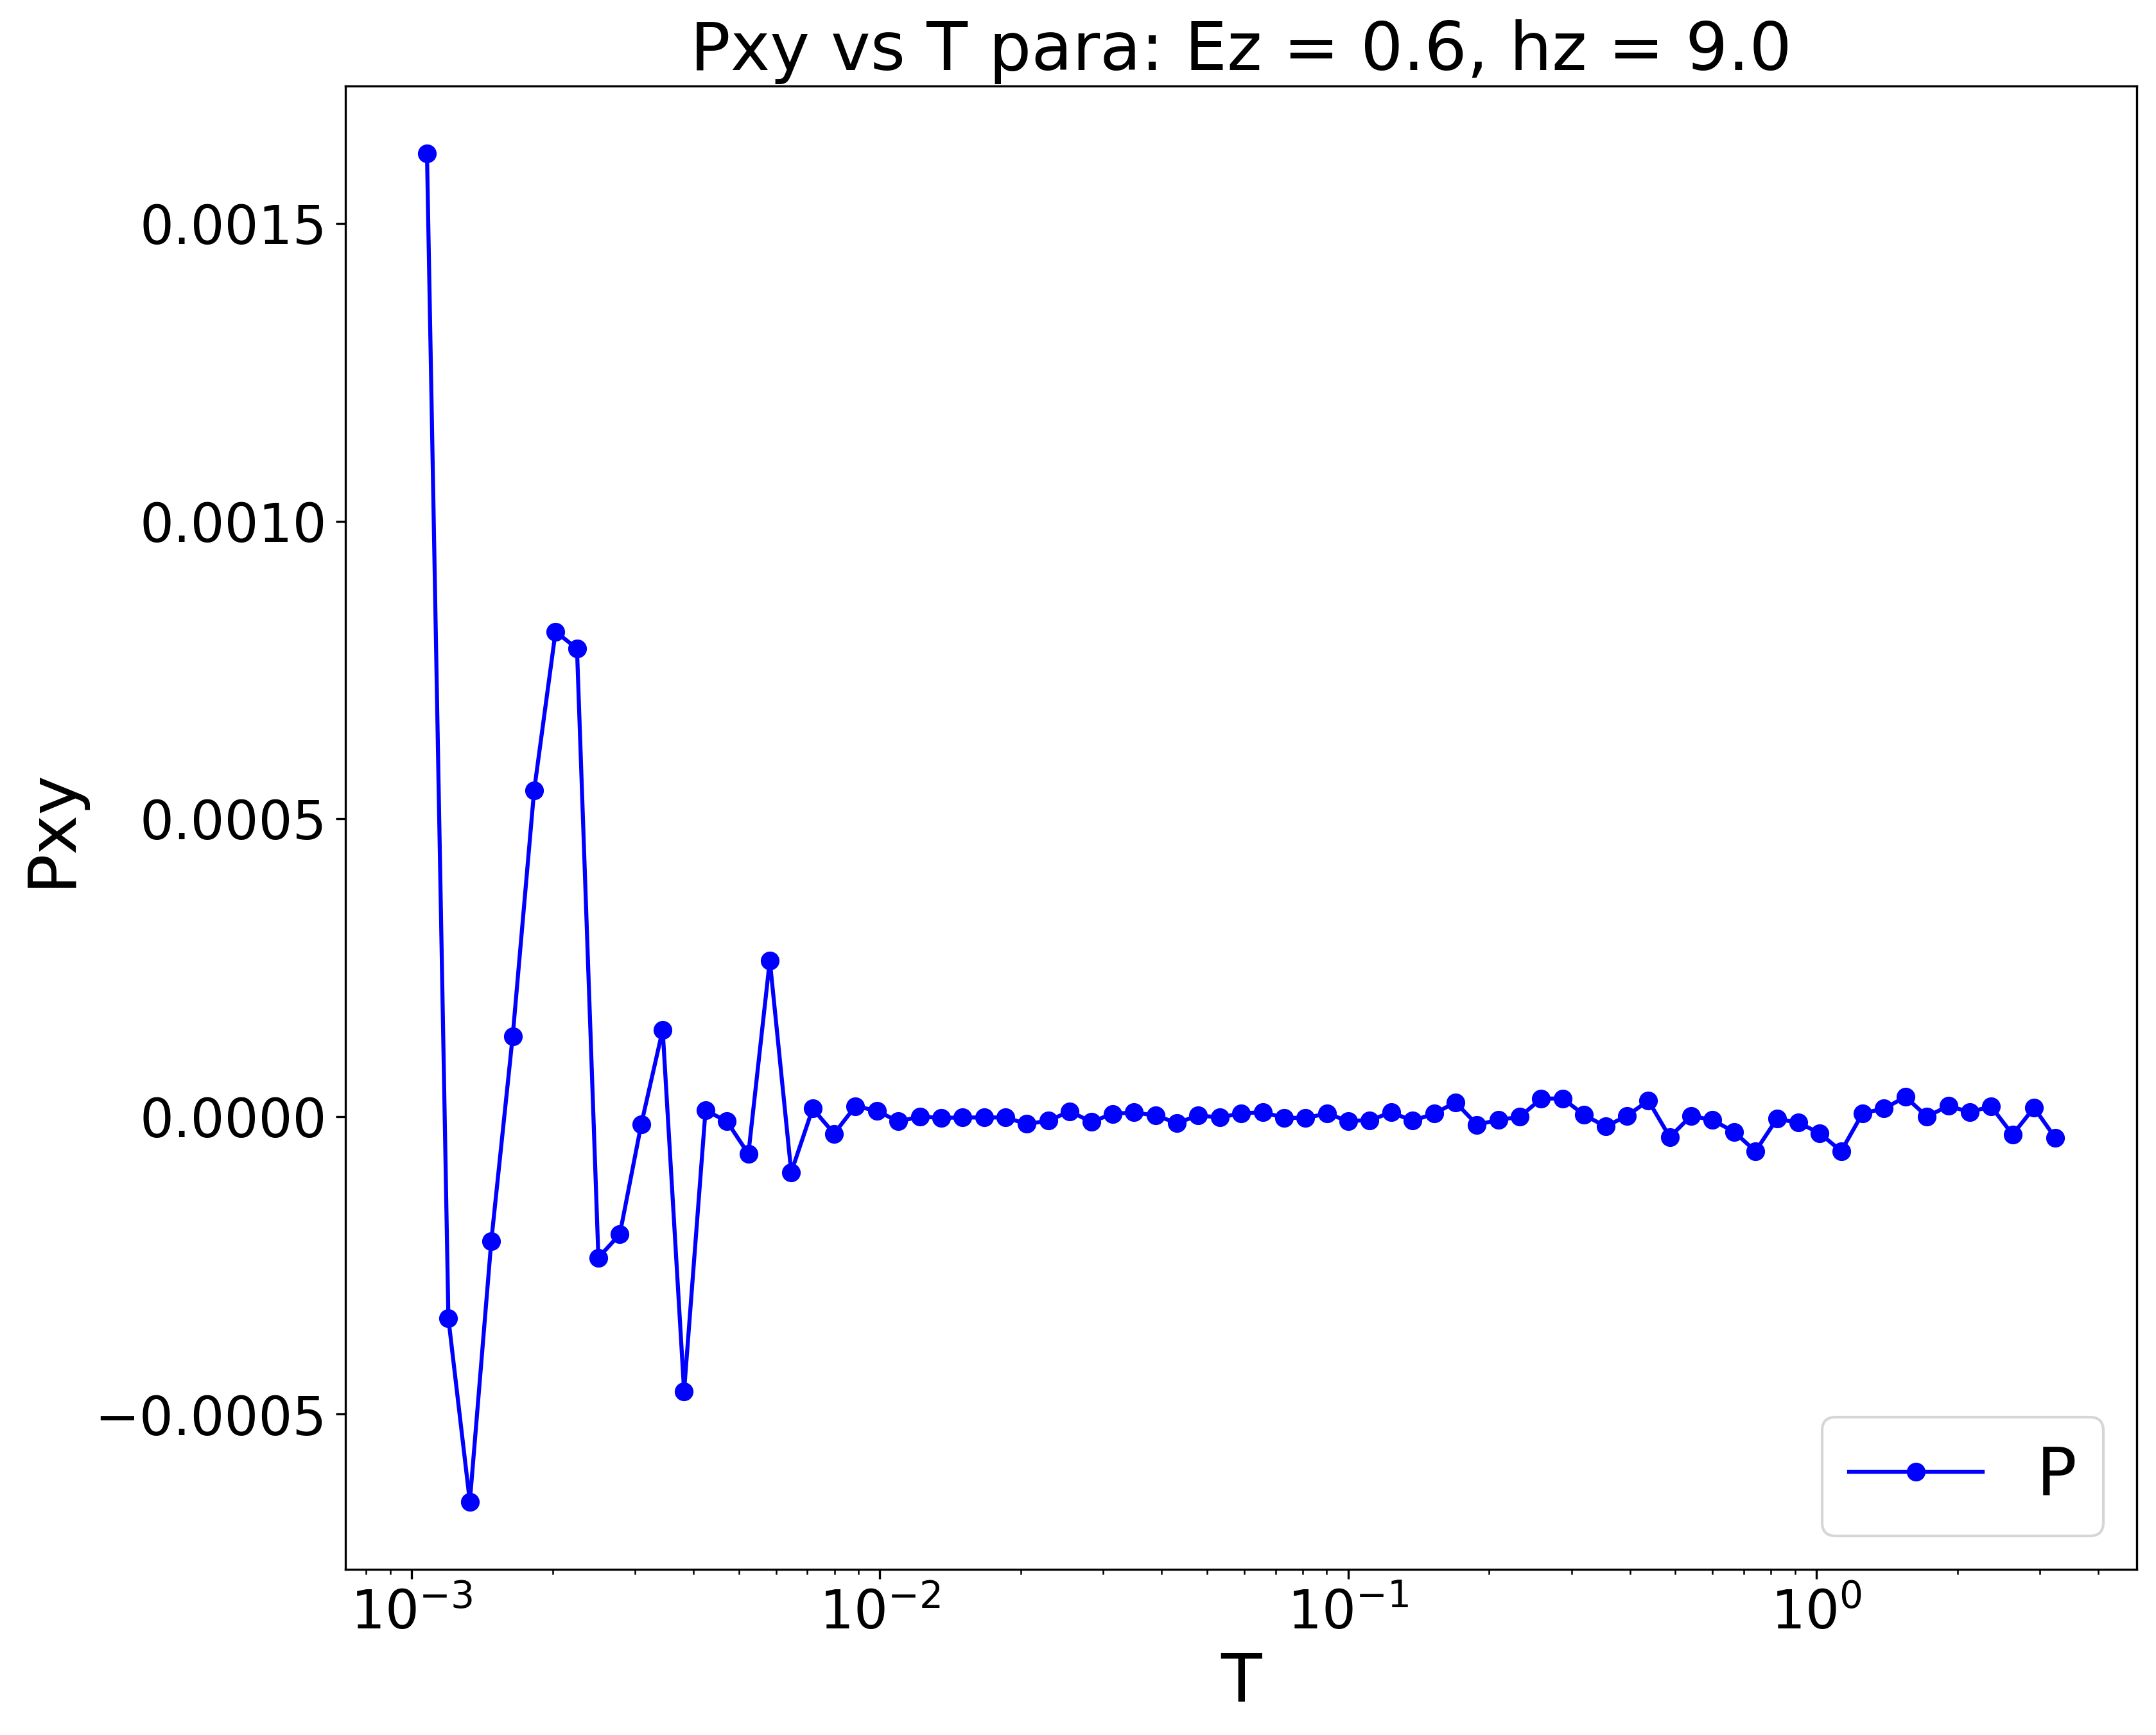 Pxy vs T para: Ez = 0.6, hz = 9.0
Pxy
0.0015
0.0010
0.0005
0.0000
−0.0005
P
10⁻³ 10⁻² 10⁻¹ 10⁰
T